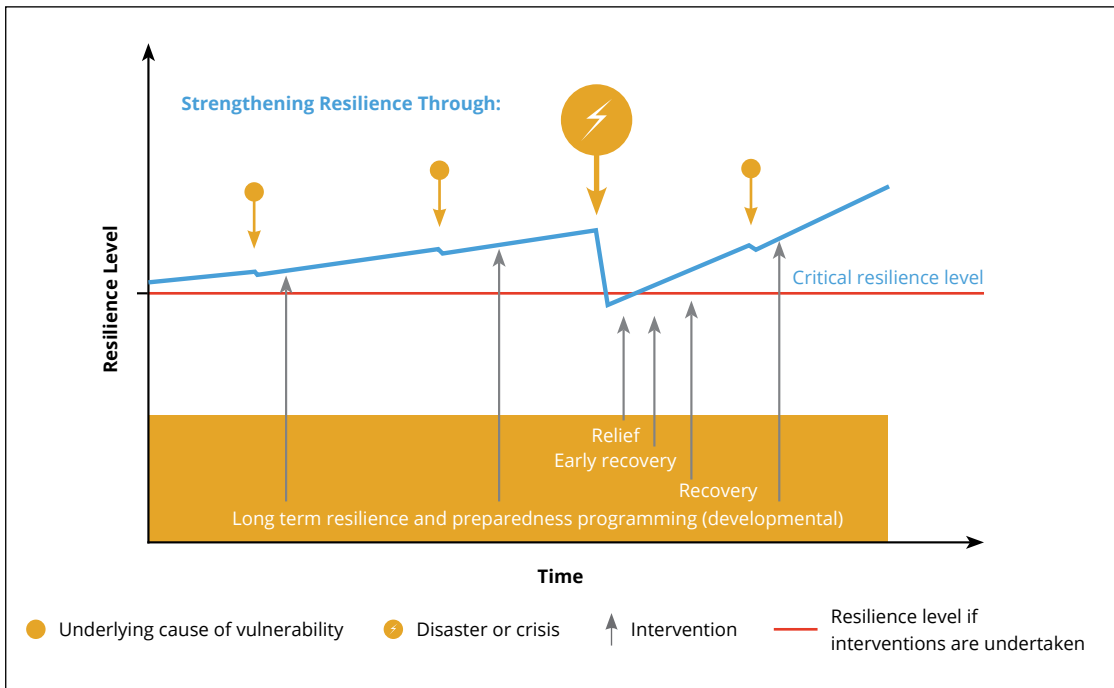 Strengthening Resilience Through:
Resilience Level
Critical resilience level
Relief
Early recovery
Recovery
Long term resilience and preparedness programming (developmental)
Time
Underlying cause of vulnerability
Disaster or crisis
Intervention
Resilience level if
interventions are undertaken